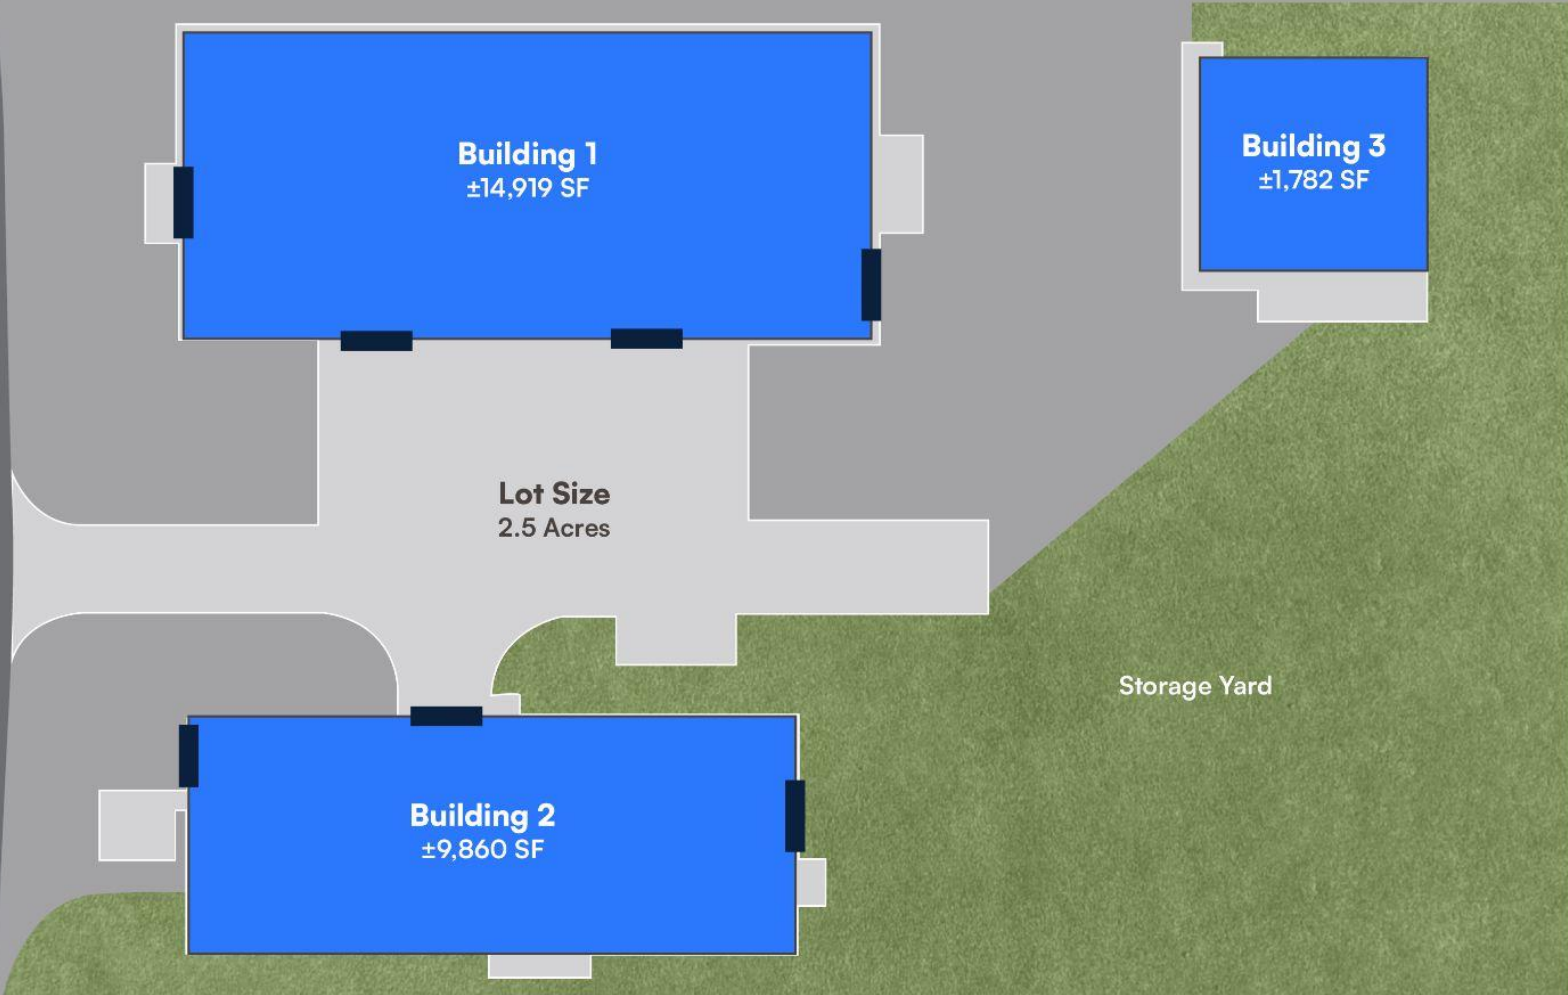 Building 1
±14,919 SF
Building 3
±1,782 SF
Lot Size
2.5 Acres
Storage Yard
Building 2
±9,860 SF